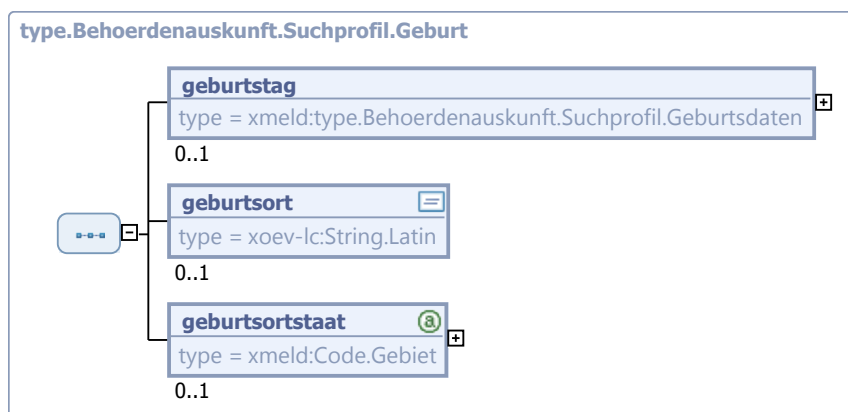 type.Behoerdenauskunft.Suchprofil.Geburt
geburtstag
type = xmeld:type.Behoerdenauskunft.Suchprofil.Geburtsdaten
0..1
geburtsort
type = xoev-lc:String.Latin
0..1
geburtsortstaat
type = xmeld:Code.Gebiet
0..1